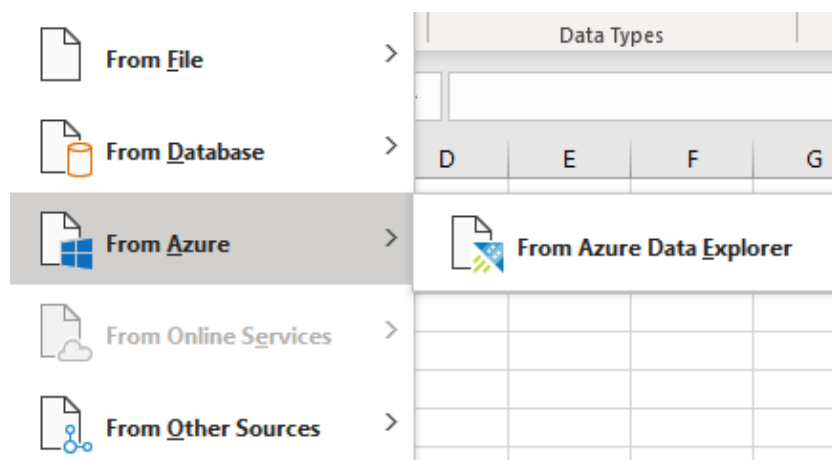 From File
Data Types
From Database
D E F G
From Azure
From Azure Data Explorer
From Online Services
From Other Sources